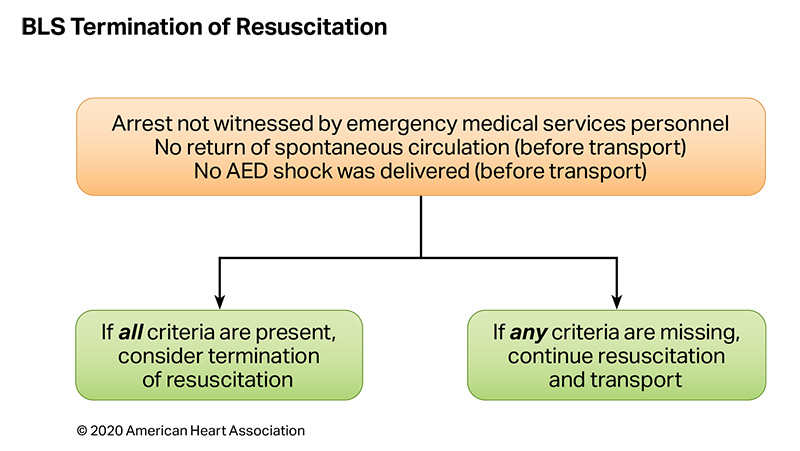 BLS Termination of Resuscitation
Arrest not witnessed by emergency medical services personnel
No return of spontaneous circulation (before transport)
No AED shock was delivered (before transport)
If all criteria are present,
consider termination
of resuscitation
If any criteria are missing,
continue resuscitation
and transport
© 2020 American Heart Association